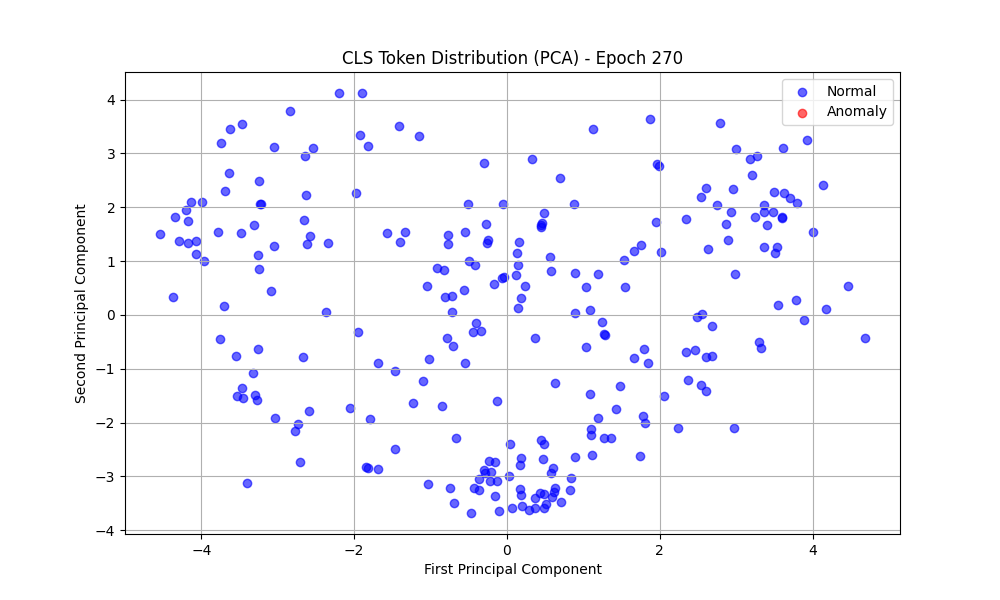 CLS Token Distribution (PCA) - Epoch 270
Normal
Anomaly
4
3
2
1
0
−1
−2
−3
−4
Second Principal Component
−4
−2
0
2
4
First Principal Component